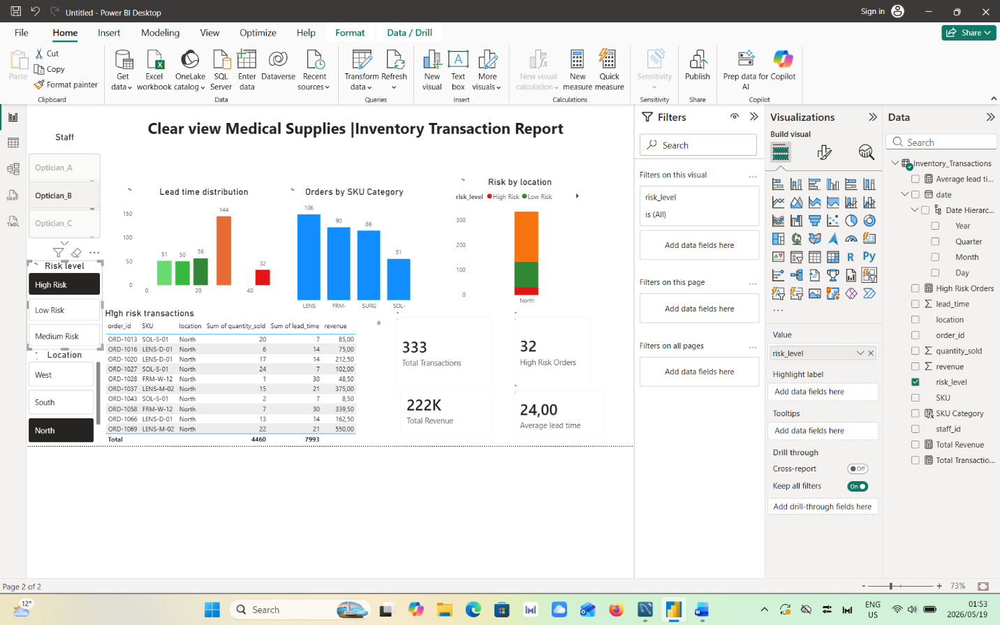 Untitled - Power BI Desktop
Sign in
File Home Insert Modeling View Optimize Help Format Data / Drill
Share
Paste
Cut
Copy
Format painter
Clipboard
Get data
Excel workbook
OneLake catalog
SQL Server
Enter data
Dataverse
Recent sources
Data
Transform data
Refresh
Queries
New visual
Text box
More visuals
Insert
New visual calculation
New measure
Quick measure
Calculations
Sensitivity
Sensitivity
Publish
Share
Prep data for AI
Copilot
Copilot
DAX
TMDL
Clear view Medical Supplies |Inventory Transaction Report
Staff
Optician_A
Optician_B
Optician_C
Risk level
High Risk
Low Risk
Medium Risk
Location
West
South
North
Lead time distribution
150
100
50
0
51
50
56
144
32
0 20 40
Orders by SKU Category
106
90
86
51
LENS FRM- SURG SOL-
Risk by location
risk_level High Risk Low Risk
300
200
100
0
North
High risk transactions
order_id SKU location Sum of quantity_sold Sum of lead_time revenue
ORD-1013 SOL-S-01 North 20 7 85,00
ORD-1016 LENS-D-01 North 6 14 75,00
ORD-1020 LENS-D-01 North 17 14 212,50
ORD-1027 SOL-S-01 North 24 7 102,00
ORD-1028 FRM-W-12 North 1 30 48,50
ORD-1037 LENS-M-02 North 15 21 375,00
ORD-1043 SOL-S-01 North 2 7 8,50
ORD-1058 FRM-W-12 North 7 30 339,50
ORD-1066 LENS-D-01 North 13 14 162,50
ORD-1069 LENS-M-02 North 22 21 550,00
Total 4460 7993
333
Total Transactions
32
High Risk Orders
222K
Total Revenue
24,00
Average lead time
Filters
Search
Filters on this visual
risk_level
is (All)
Add data fields here
Filters on this page
Add data fields here
Filters on all pages
Add data fields here
Visualizations
Build visual
R Py
Value
risk_level
Highlight label
Add data fields here
Tooltips
Add data fields here
Drill through
Cross-report
Off
Keep all filters
On
Add drill-through fields here
Data
Search
Inventory_Transactions
Average lead ti...
date
Date Hierarc...
Year
Quarter
Month
Day
High Risk Orders
lead_time
location
order_id
quantity_sold
revenue
risk_level
SKU
SKU Category
staff_id
Total Revenue
Total Transactio...
Page 2 of 2
- + 73%
12°
Search
ENG
US
01:53
2026/05/19